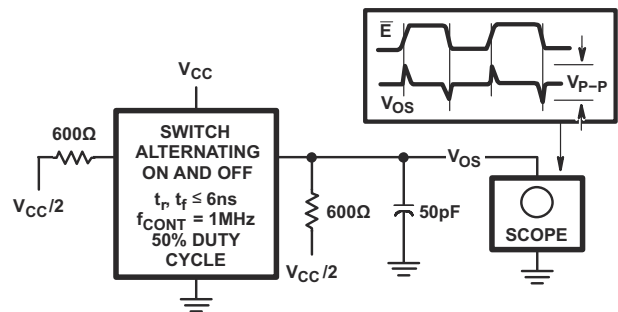 E
V_OS
V_P–P
V_CC
600Ω
V_CC/2
SWITCH
ALTERNATING
ON AND OFF
t_r, t_f ≤ 6ns
f_CONT = 1MHz
50% DUTY
CYCLE
600Ω
V_CC/2
50pF
V_OS
SCOPE